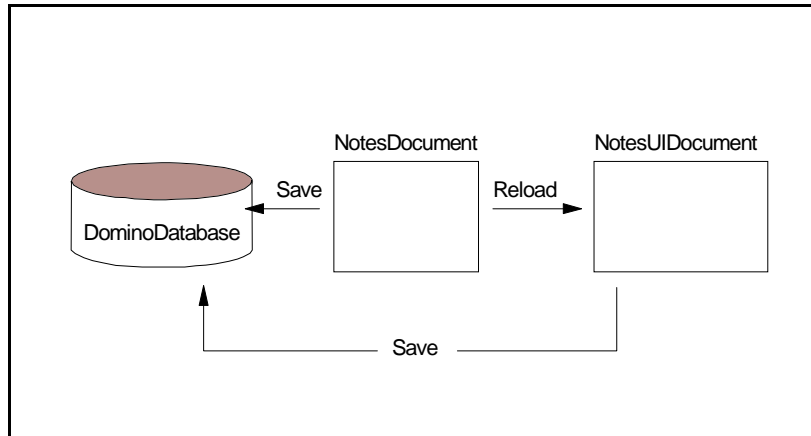 NotesDocument
NotesUIDocument
Save
Reload
DominoDatabase
Save